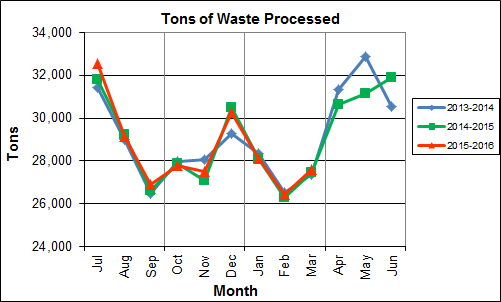 Tons of Waste Processed
34,000
32,000
30,000
28,000
26,000
24,000
Tons
Jul
Aug
Sep
Oct
Nov
Dec
Jan
Feb
Mar
Apr
May
Jun
Month
2013-2014
2014-2015
2015-2016